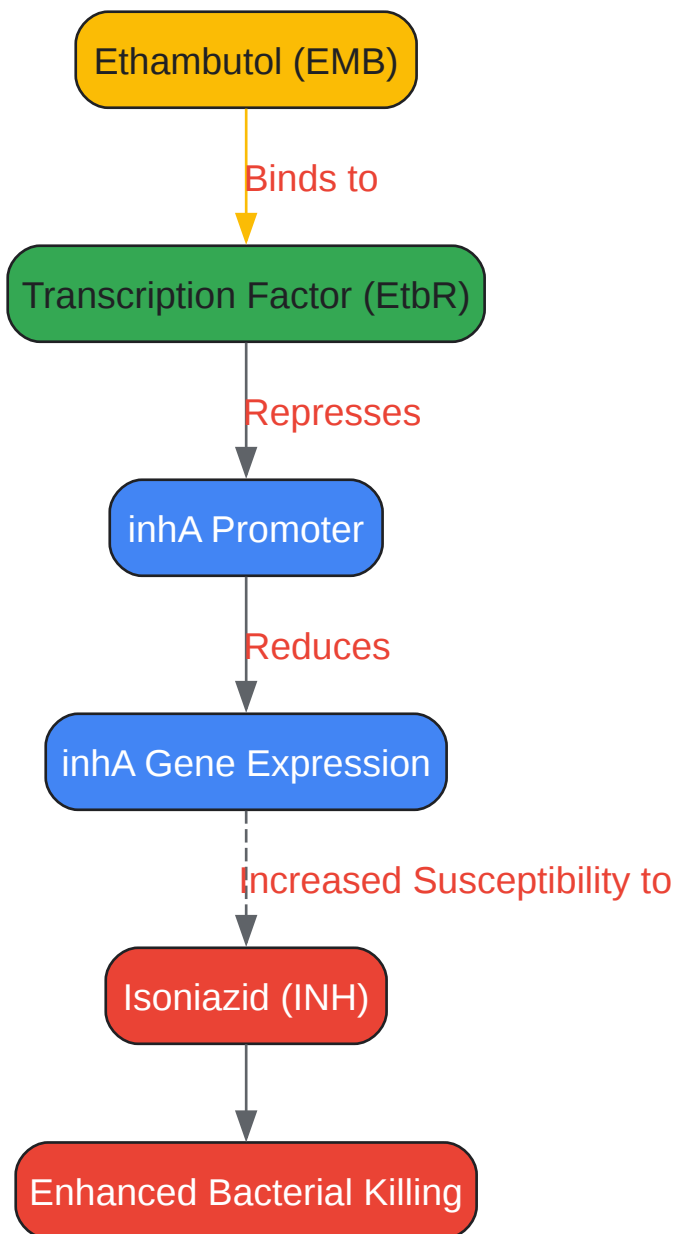 Ethambutol (EMB)
Binds to
Transcription Factor (EtbR)
Represses
inhA Promoter
Reduces
inhA Gene Expression
Increased Susceptibility to
Isoniazid (INH)
Enhanced Bacterial Killing